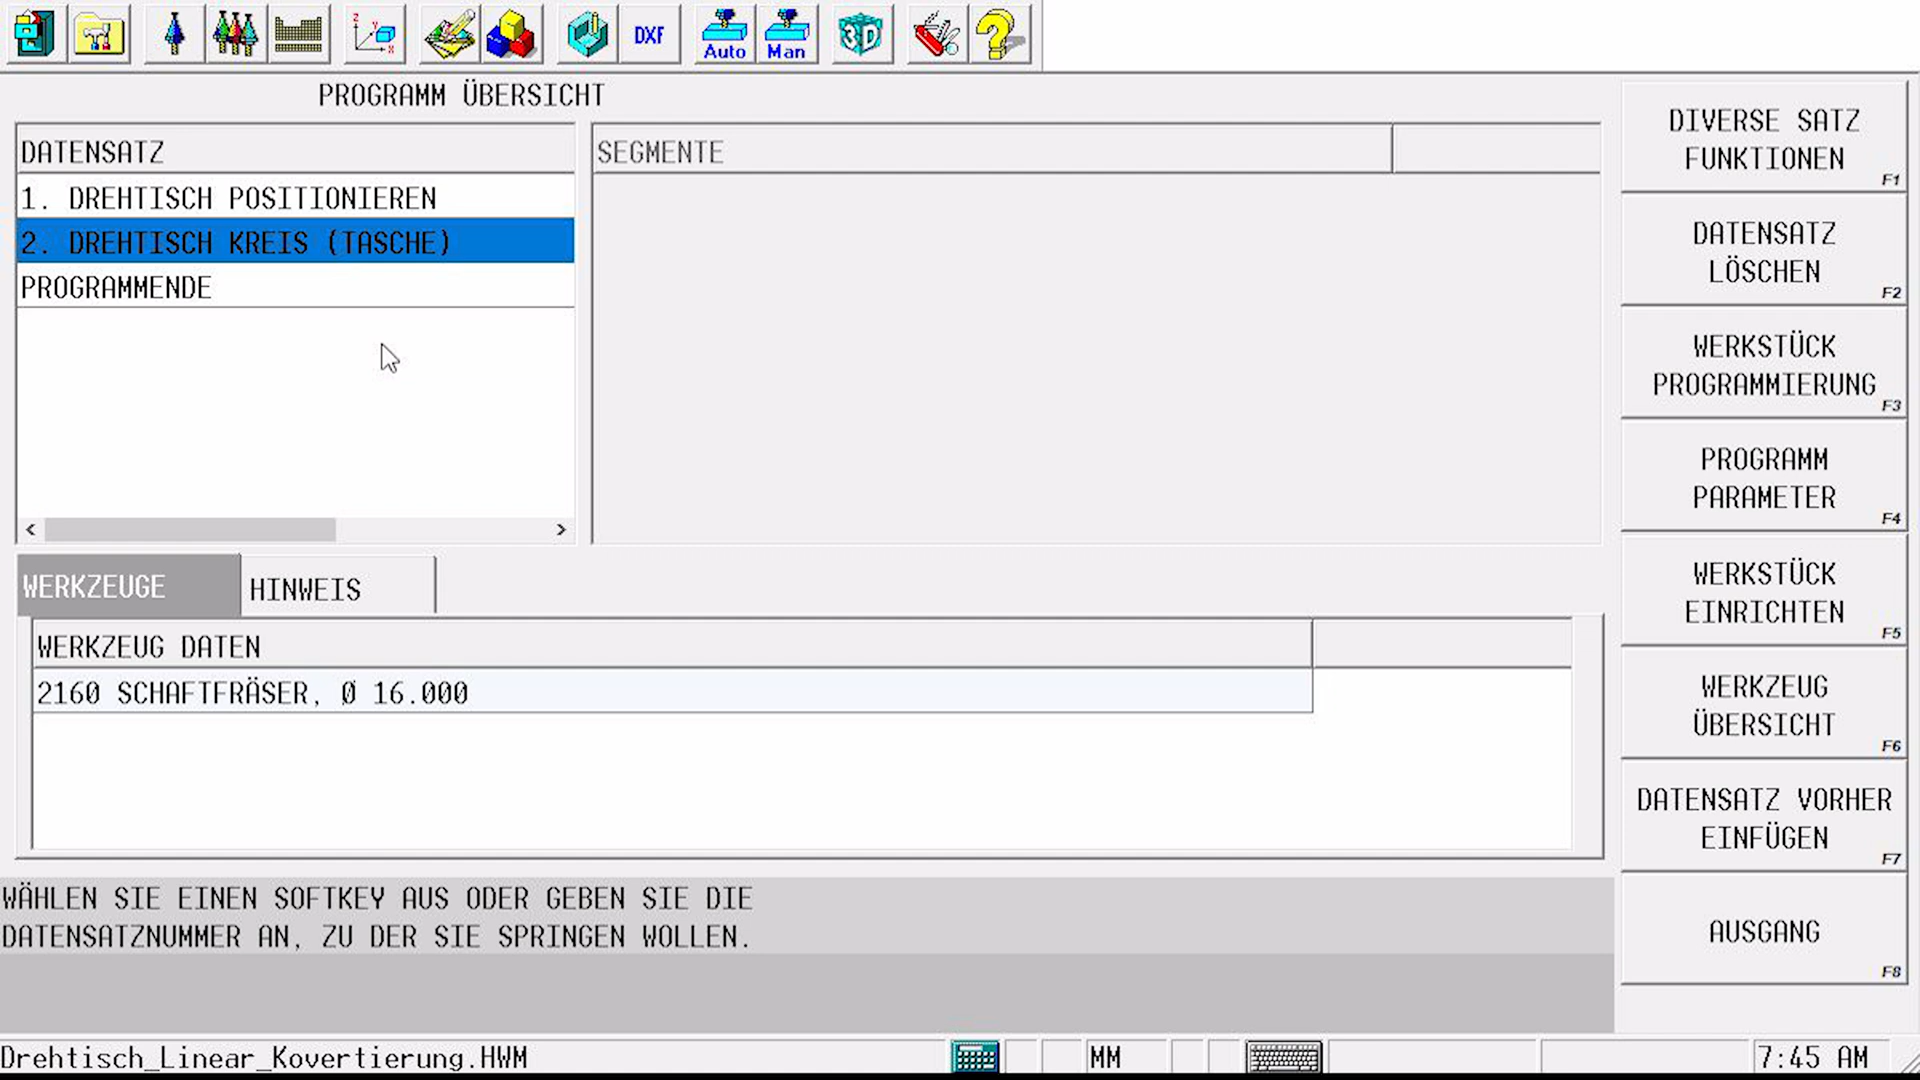 DXF
Auto
Man
3D
PROGRAMM ÜBERSICHT
DATENSATZ
1. DREHTISCH POSITIONIEREN
2. DREHTISCH KREIS (TASCHE)
PROGRAMMENDE
SEGMENTE
WERKZEUGE
HINWEIS
WERKZEUG DATEN
2160 SCHAFTFRÄSER, Ø 16.000
WÄHLEN SIE EINEN SOFTKEY AUS ODER GEBEN SIE DIE
DATENSATZNUMMER AN, ZU DER SIE SPRINGEN WOLLEN.
DIVERSE SATZ
FUNKTIONEN
F1
DATENSATZ
LÖSCHEN
F2
WERKSTÜCK
PROGRAMMIERUNG
F3
PROGRAMM
PARAMETER
F4
WERKSTÜCK
EINRICHTEN
F5
WERKZEUG
ÜBERSICHT
F6
DATENSATZ VORHER
EINFÜGEN
F7
AUSGANG
F8
Drehtisch_Linear_Kovertierung.HWM
MM
7:45 AM